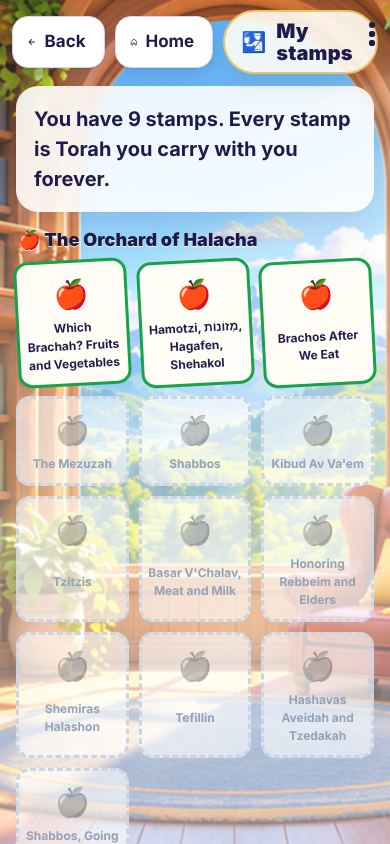 ← Back
Home
My
stamps
You have 9 stamps. Every stamp
is Torah you carry with you
forever.
The Orchard of Halacha
Which
Brachah? Fruits
and Vegetables
Hamotzi, מְזוֹנוֹת,
Hagafen,
Shehakol
Brachos After
We Eat
The Mezuzah
Shabbos
Kibud Av Va'em
Tzitzis
Basar V'Chalav,
Meat and Milk
Honoring
Rebbeim and
Elders
Shemiras
Halashon
Tefillin
Hashavas
Aveidah and
Tzedakah
Shabbos, Going